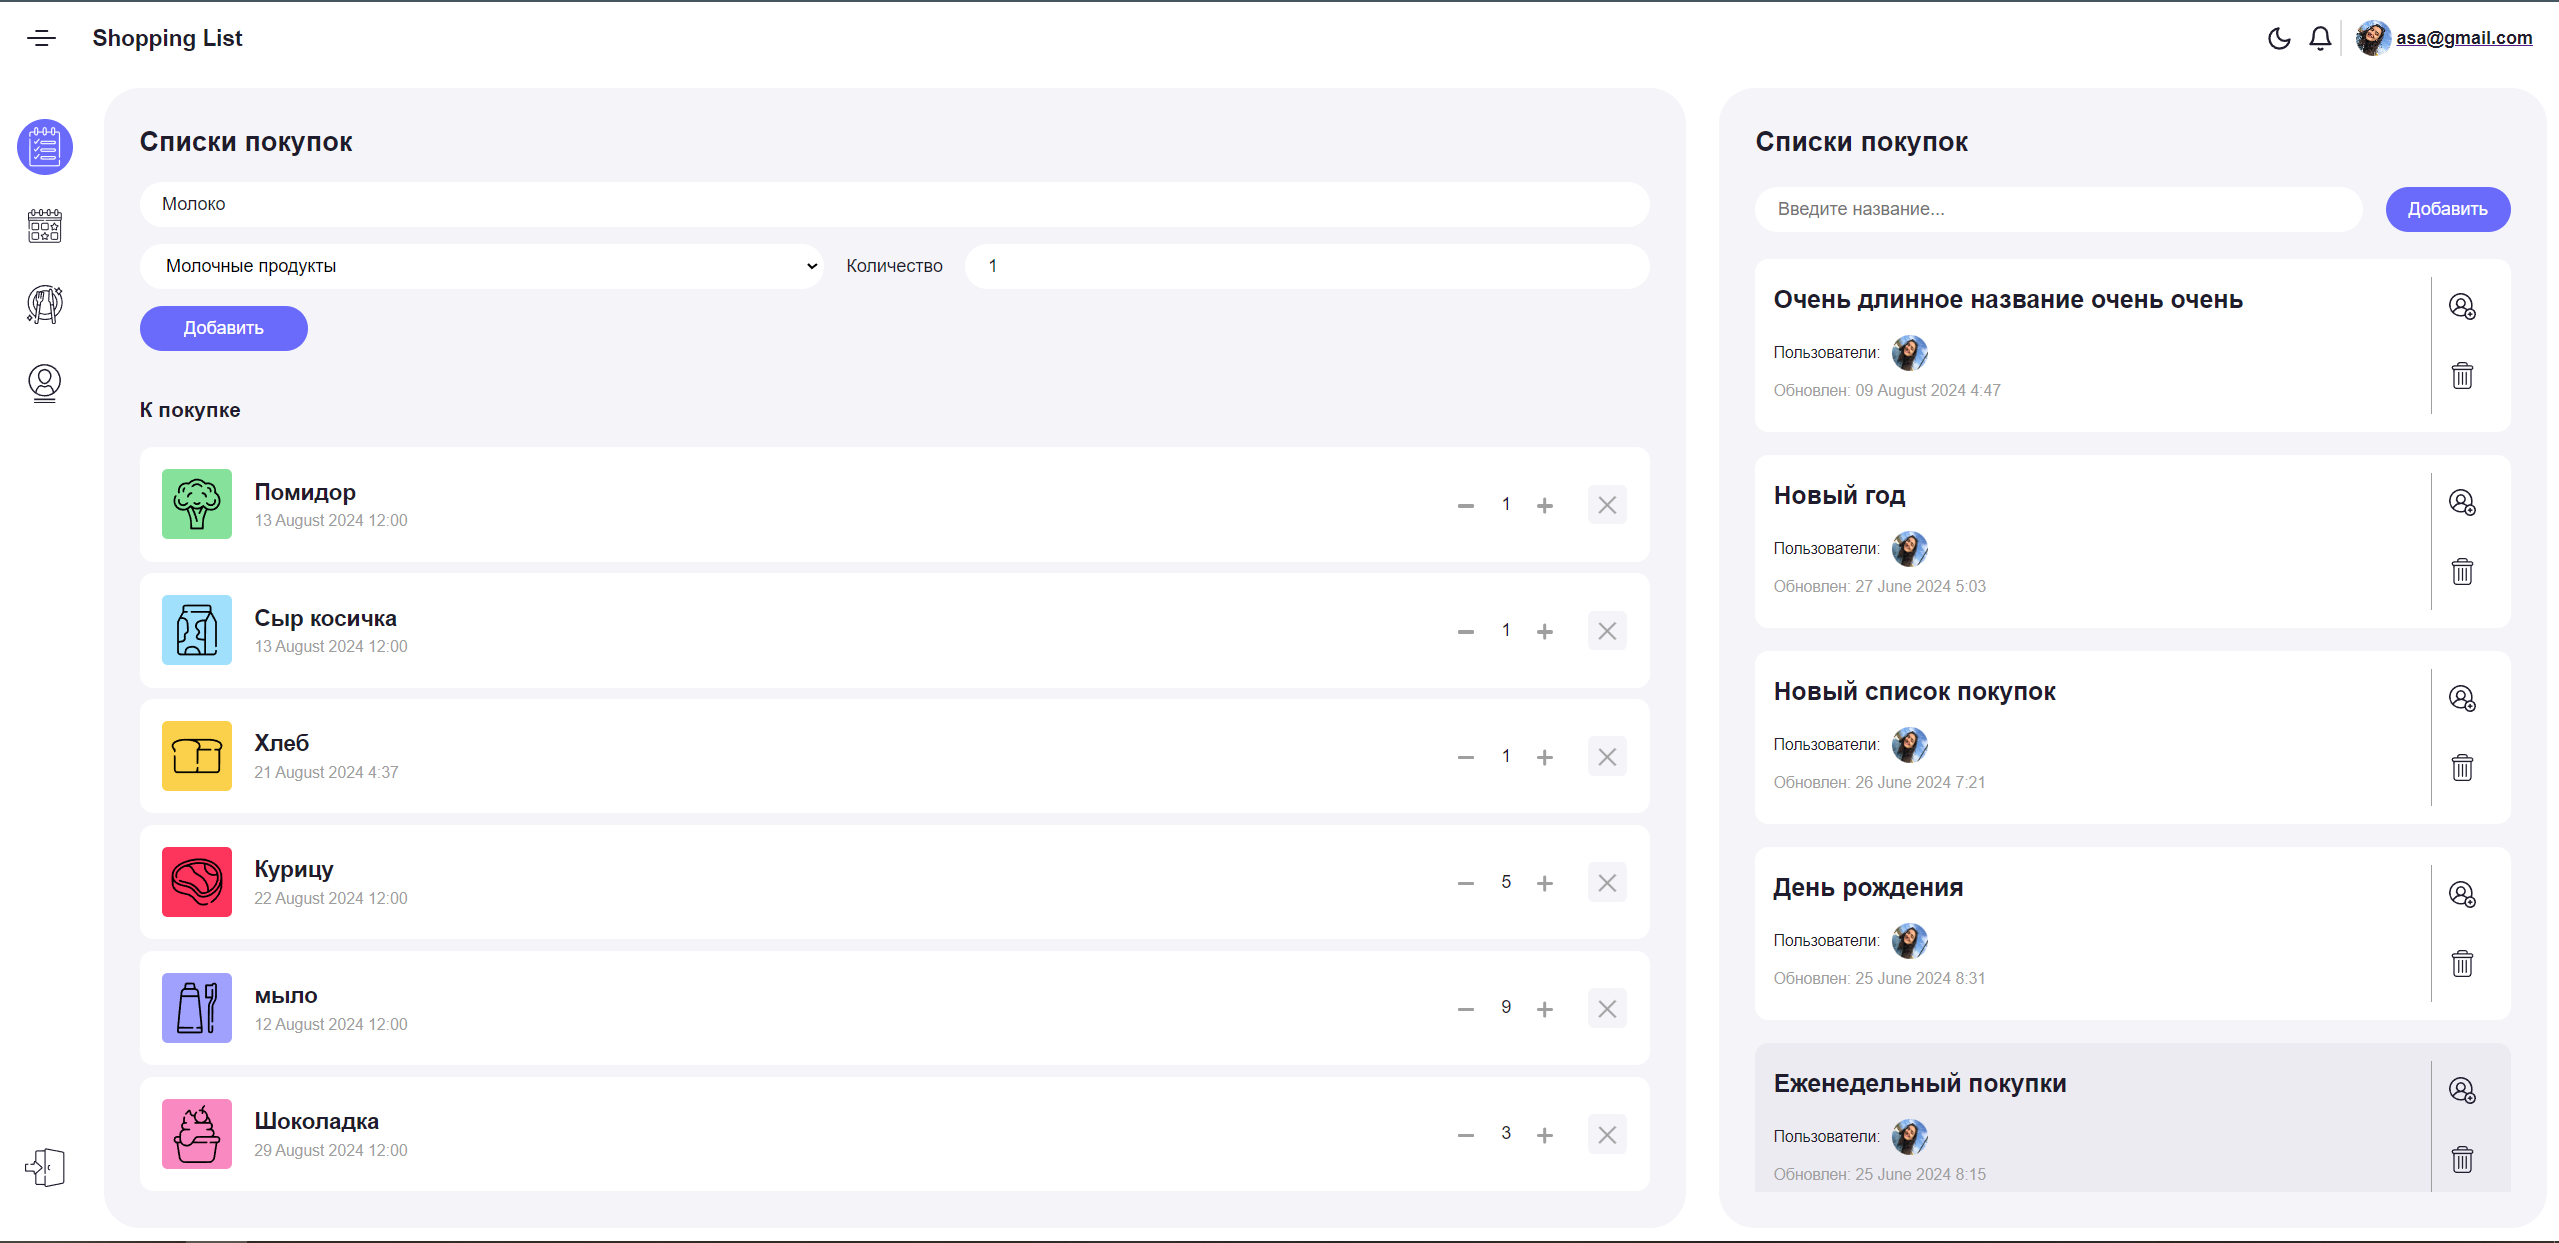 Shopping List
asa@gmail.com
Списки покупок
Молоко
Молочные продукты
Количество
1
Добавить
К покупке
Помидор
13 August 2024 12:00
1
Сыр косичка
13 August 2024 12:00
1
Хлеб
21 August 2024 4:37
1
Курицу
22 August 2024 12:00
5
мыло
12 August 2024 12:00
9
Шоколадка
29 August 2024 12:00
3
Списки покупок
Введите название...
Добавить
Очень длинное название очень очень
Пользователи:
Обновлен: 09 August 2024 4:47
Новый год
Пользователи:
Обновлен: 27 June 2024 5:03
Новый список покупок
Пользователи:
Обновлен: 26 June 2024 7:21
День рождения
Пользователи:
Обновлен: 25 June 2024 8:31
Еженедельный покупки
Пользователи:
Обновлен: 25 June 2024 8:15